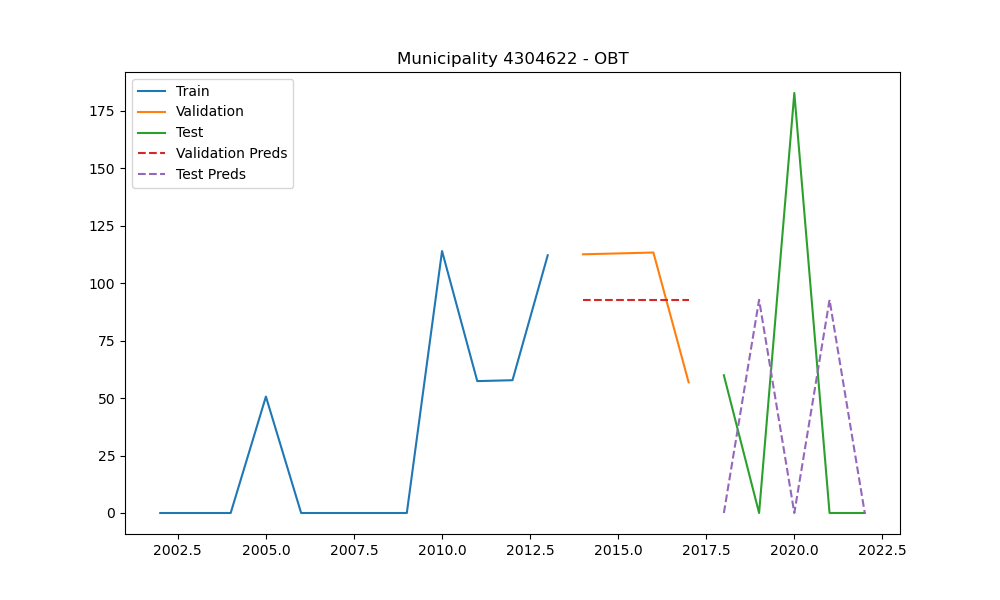 Municipality 4304622 - OBT
Train
Validation
Test
Validation Preds
Test Preds
175
150
125
100
75
50
25
0
2002.5 2005.0 2007.5 2010.0 2012.5 2015.0 2017.5 2020.0 2022.5